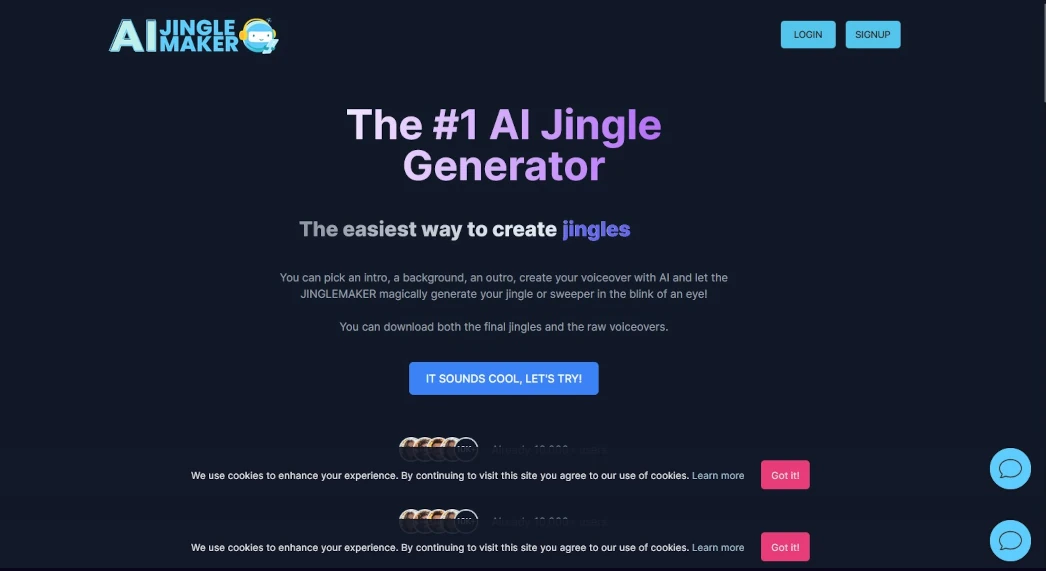 AI JINGLE
MAKER
LOGIN
SIGNUP
The #1 AI Jingle
Generator
The easiest way to create jingles
You can pick an intro, a background, an outro, create your voiceover with AI and let the
JINGLEMAKER magically generate your jingle or sweeper in the blink of an eye!
You can download both the final jingles and the raw voiceovers.
IT SOUNDS COOL, LET'S TRY!
We use cookies to enhance your experience. By continuing to visit this site you agree to our use of cookies. Learn more
Got it!
We use cookies to enhance your experience. By continuing to visit this site you agree to our use of cookies. Learn more
Got it!